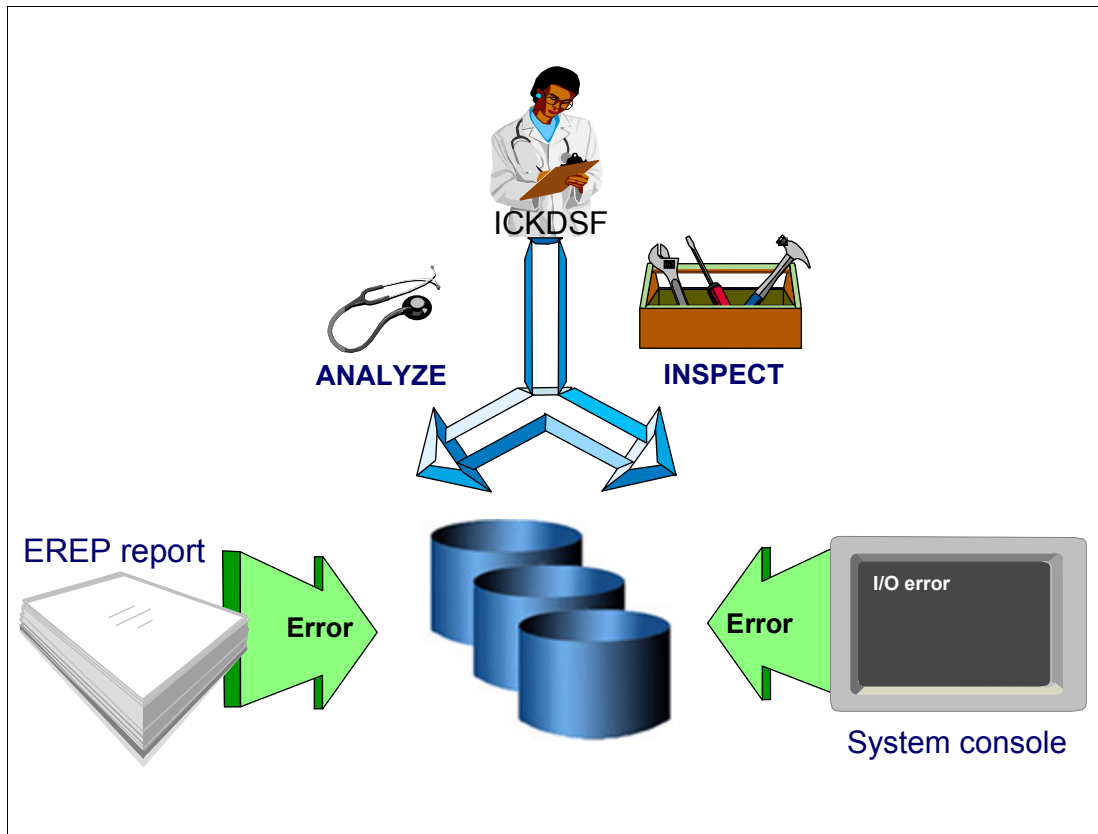 ICKDSF
ANALYZE
INSPECT
EREP report
Error
I/O error
Error
System console